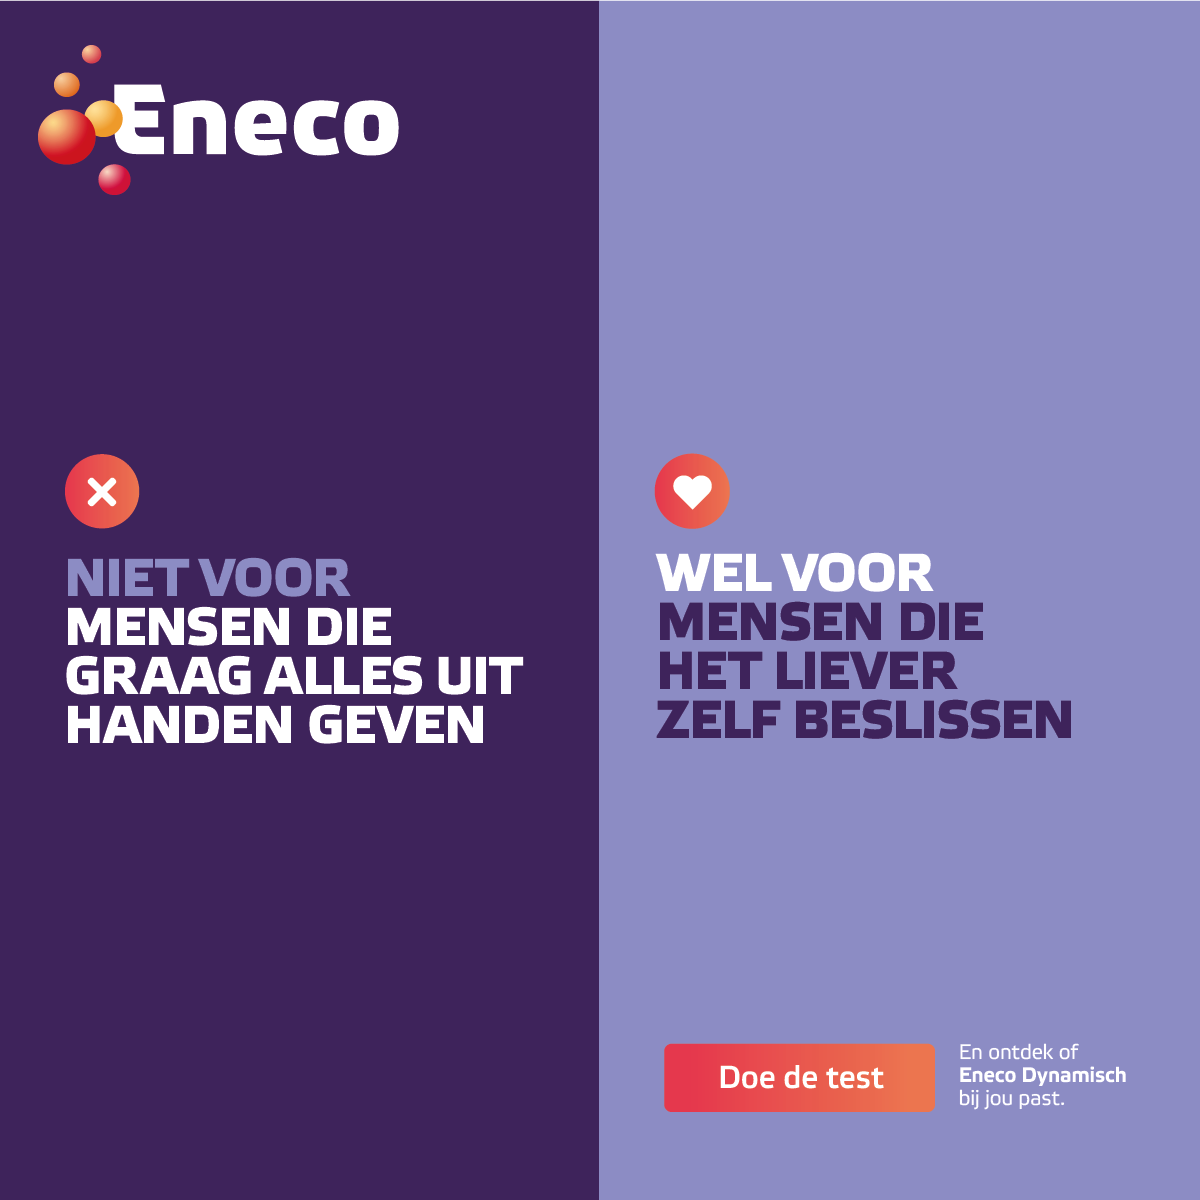 Eneco
NIET VOOR
MENSEN DIE
GRAAG ALLES UIT
HANDEN GEVEN
WEL VOOR
MENSEN DIE
HET LIEVER
ZELF BESLISSEN
Doe de test
En ontdek of
Eneco Dynamisch
bij jou past.